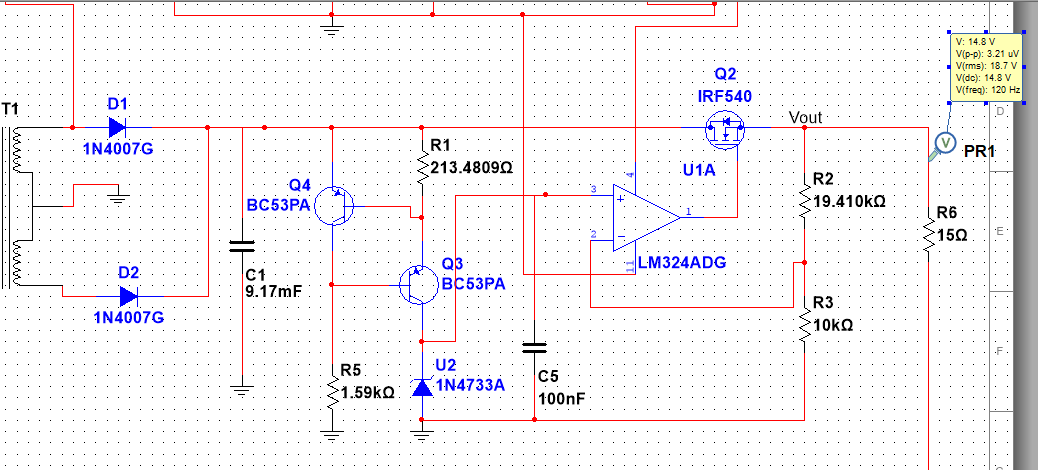 V: 14.8 V
V(p-p): 3.21 uV
V(rms): 18.7 V
V(dc): 14.8 V
V(freq): 120 Hz
T1
D1
1N4007G
D2
1N4007G
C1
9.17mF
Q4
BC53PA
R1
213.4809Ω
Q3
BC53PA
R5
1.59kΩ
U2
1N4733A
C5
100nF
Q2
IRF540
U1A
3
2
4
11
1
LM324ADG
Vout
R2
19.410kΩ
R3
10kΩ
PR1
R6
15Ω
D
E
F